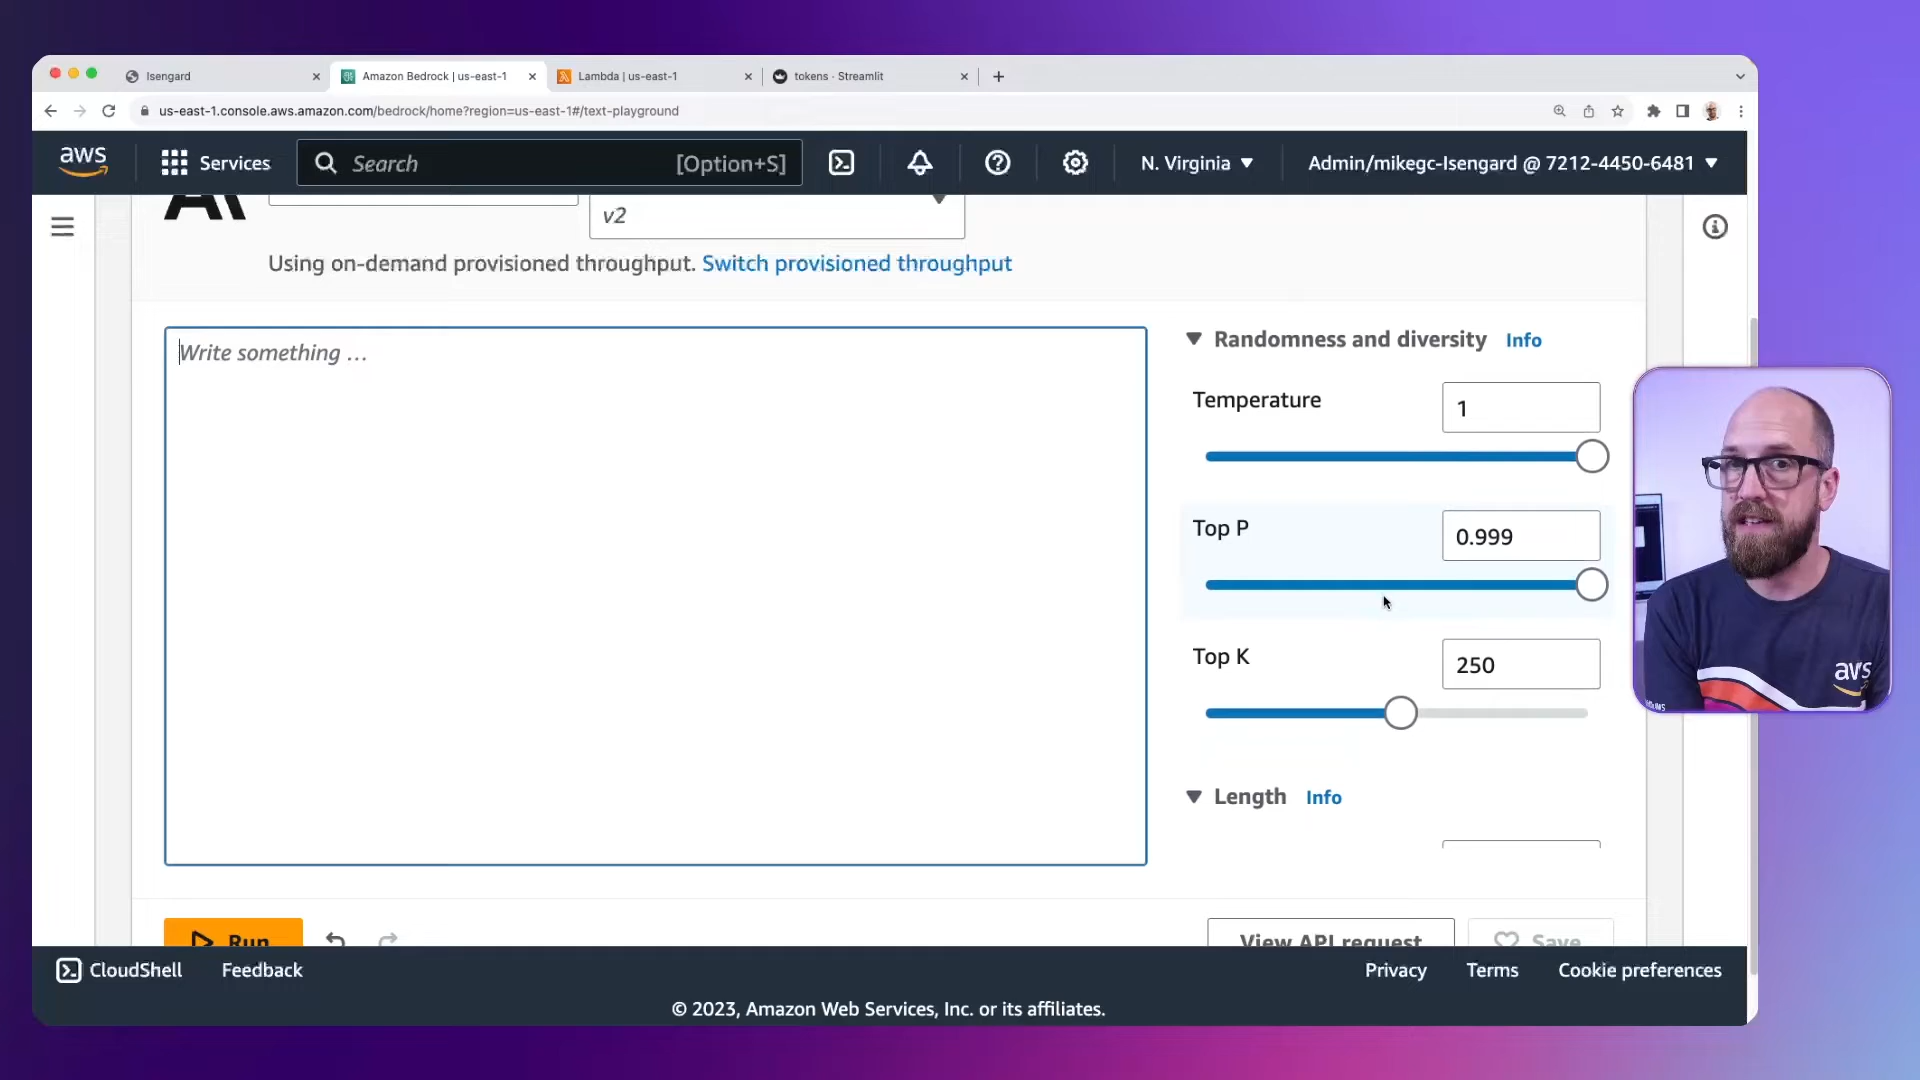 Isengard
Amazon Bedrock | us-east-1
Lambda | us-east-1
tokens · Streamlit
us-east-1.console.aws.amazon.com/bedrock/home?region=us-east-1#/text-playground
aws
Services
Search
[Option+S]
N. Virginia
Admin/mikegc-Isengard @ 7212-4450-6481
v2
Using on-demand provisioned throughput. Switch provisioned throughput
Write something …
Randomness and diversity Info
Temperature
1
Top P
0.999
Top K
250
Length Info
Run
View API request
Save
aws
CloudShell
Feedback
Privacy
Terms
Cookie preferences
© 2023, Amazon Web Services, Inc. or its affiliates.